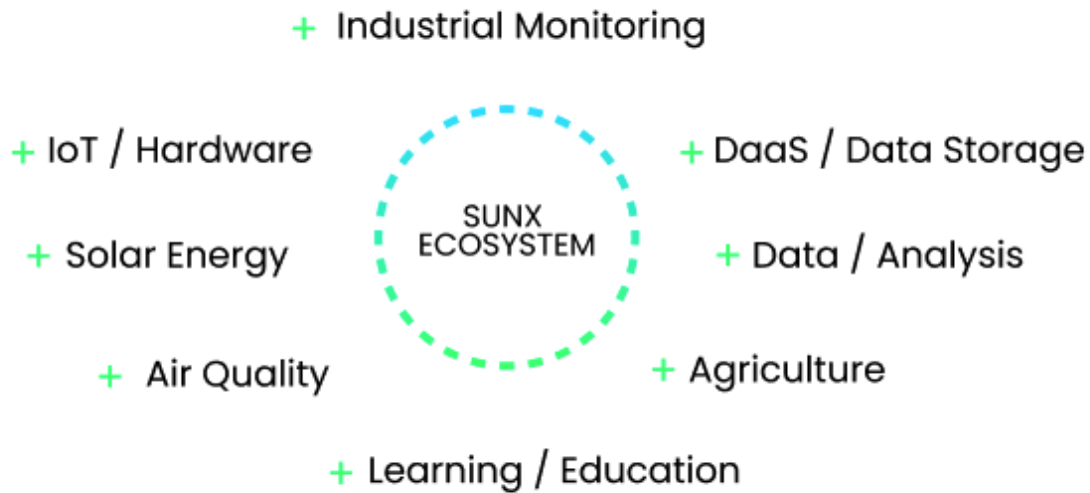 + Industrial Monitoring
+ IoT / Hardware
+ DaaS / Data Storage
SUNX
ECOSYSTEM
+ Solar Energy
+ Data / Analysis
+ Air Quality
+ Agriculture
+ Learning / Education